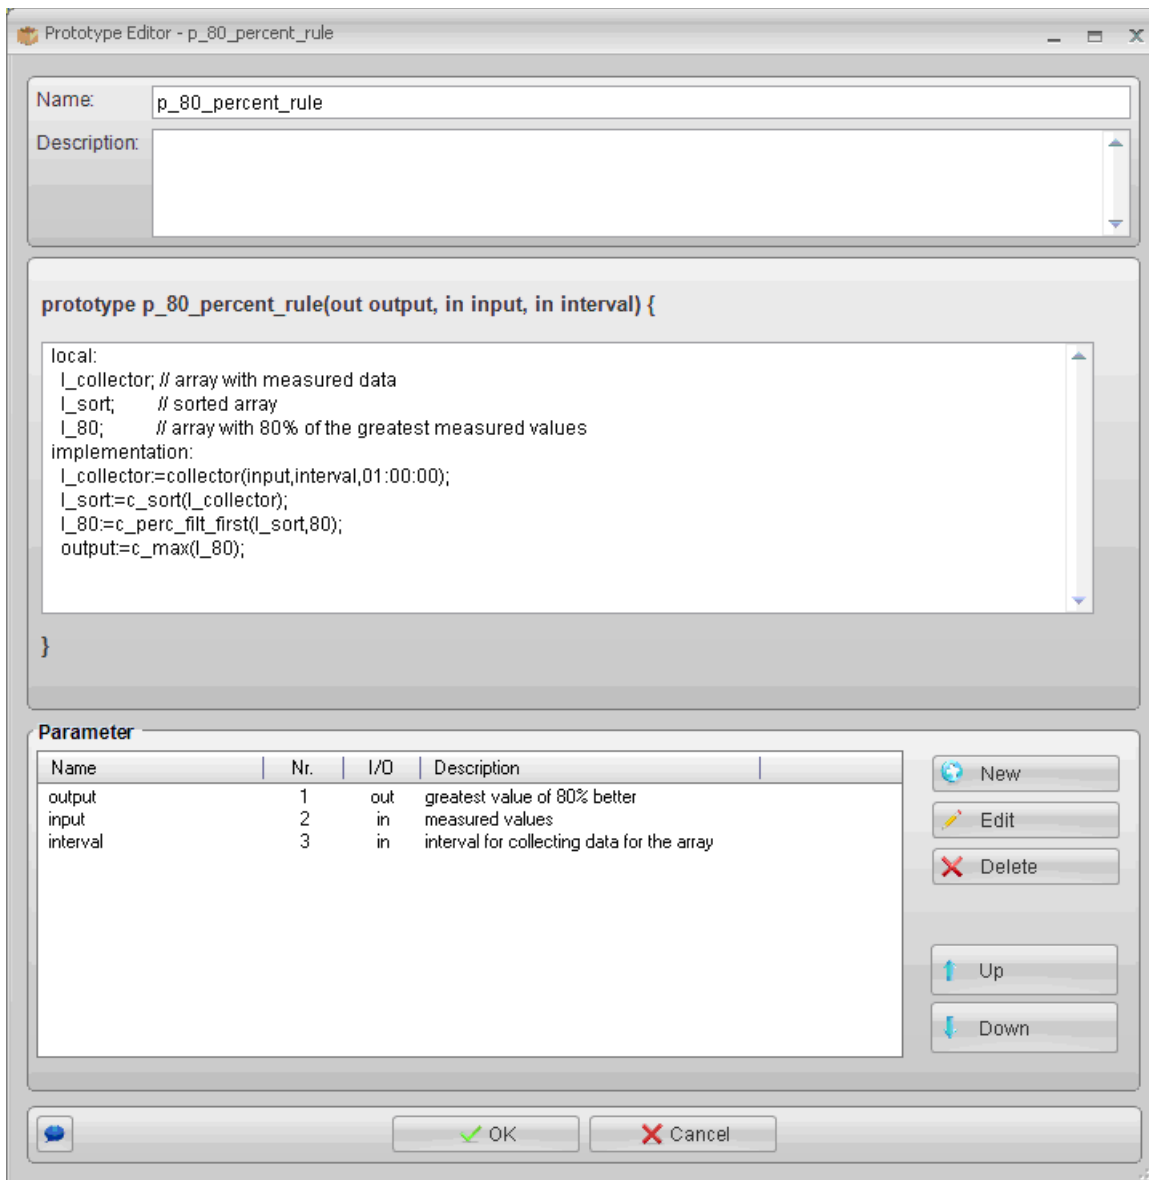 Prototype Editor - p_80_percent_rule
Name: p_80_percent_rule
Description:
prototype p_80_percent_rule(out output, in input, in interval) {
local:
l_collector; // array with measured data
l_sort; // sorted array
l_80; // array with 80% of the greatest measured values
implementation:
l_collector:=collector(input,interval,01:00:00);
l_sort:=c_sort(l_collector);
l_80:=c_perc_filt_first(l_sort,80);
output:=c_max(l_80);
}
Parameter
Name Nr. I/O Description
output 1 out greatest value of 80% better
input 2 in measured values
interval 3 in interval for collecting data for the array
New
Edit
Delete
Up
Down
OK Cancel